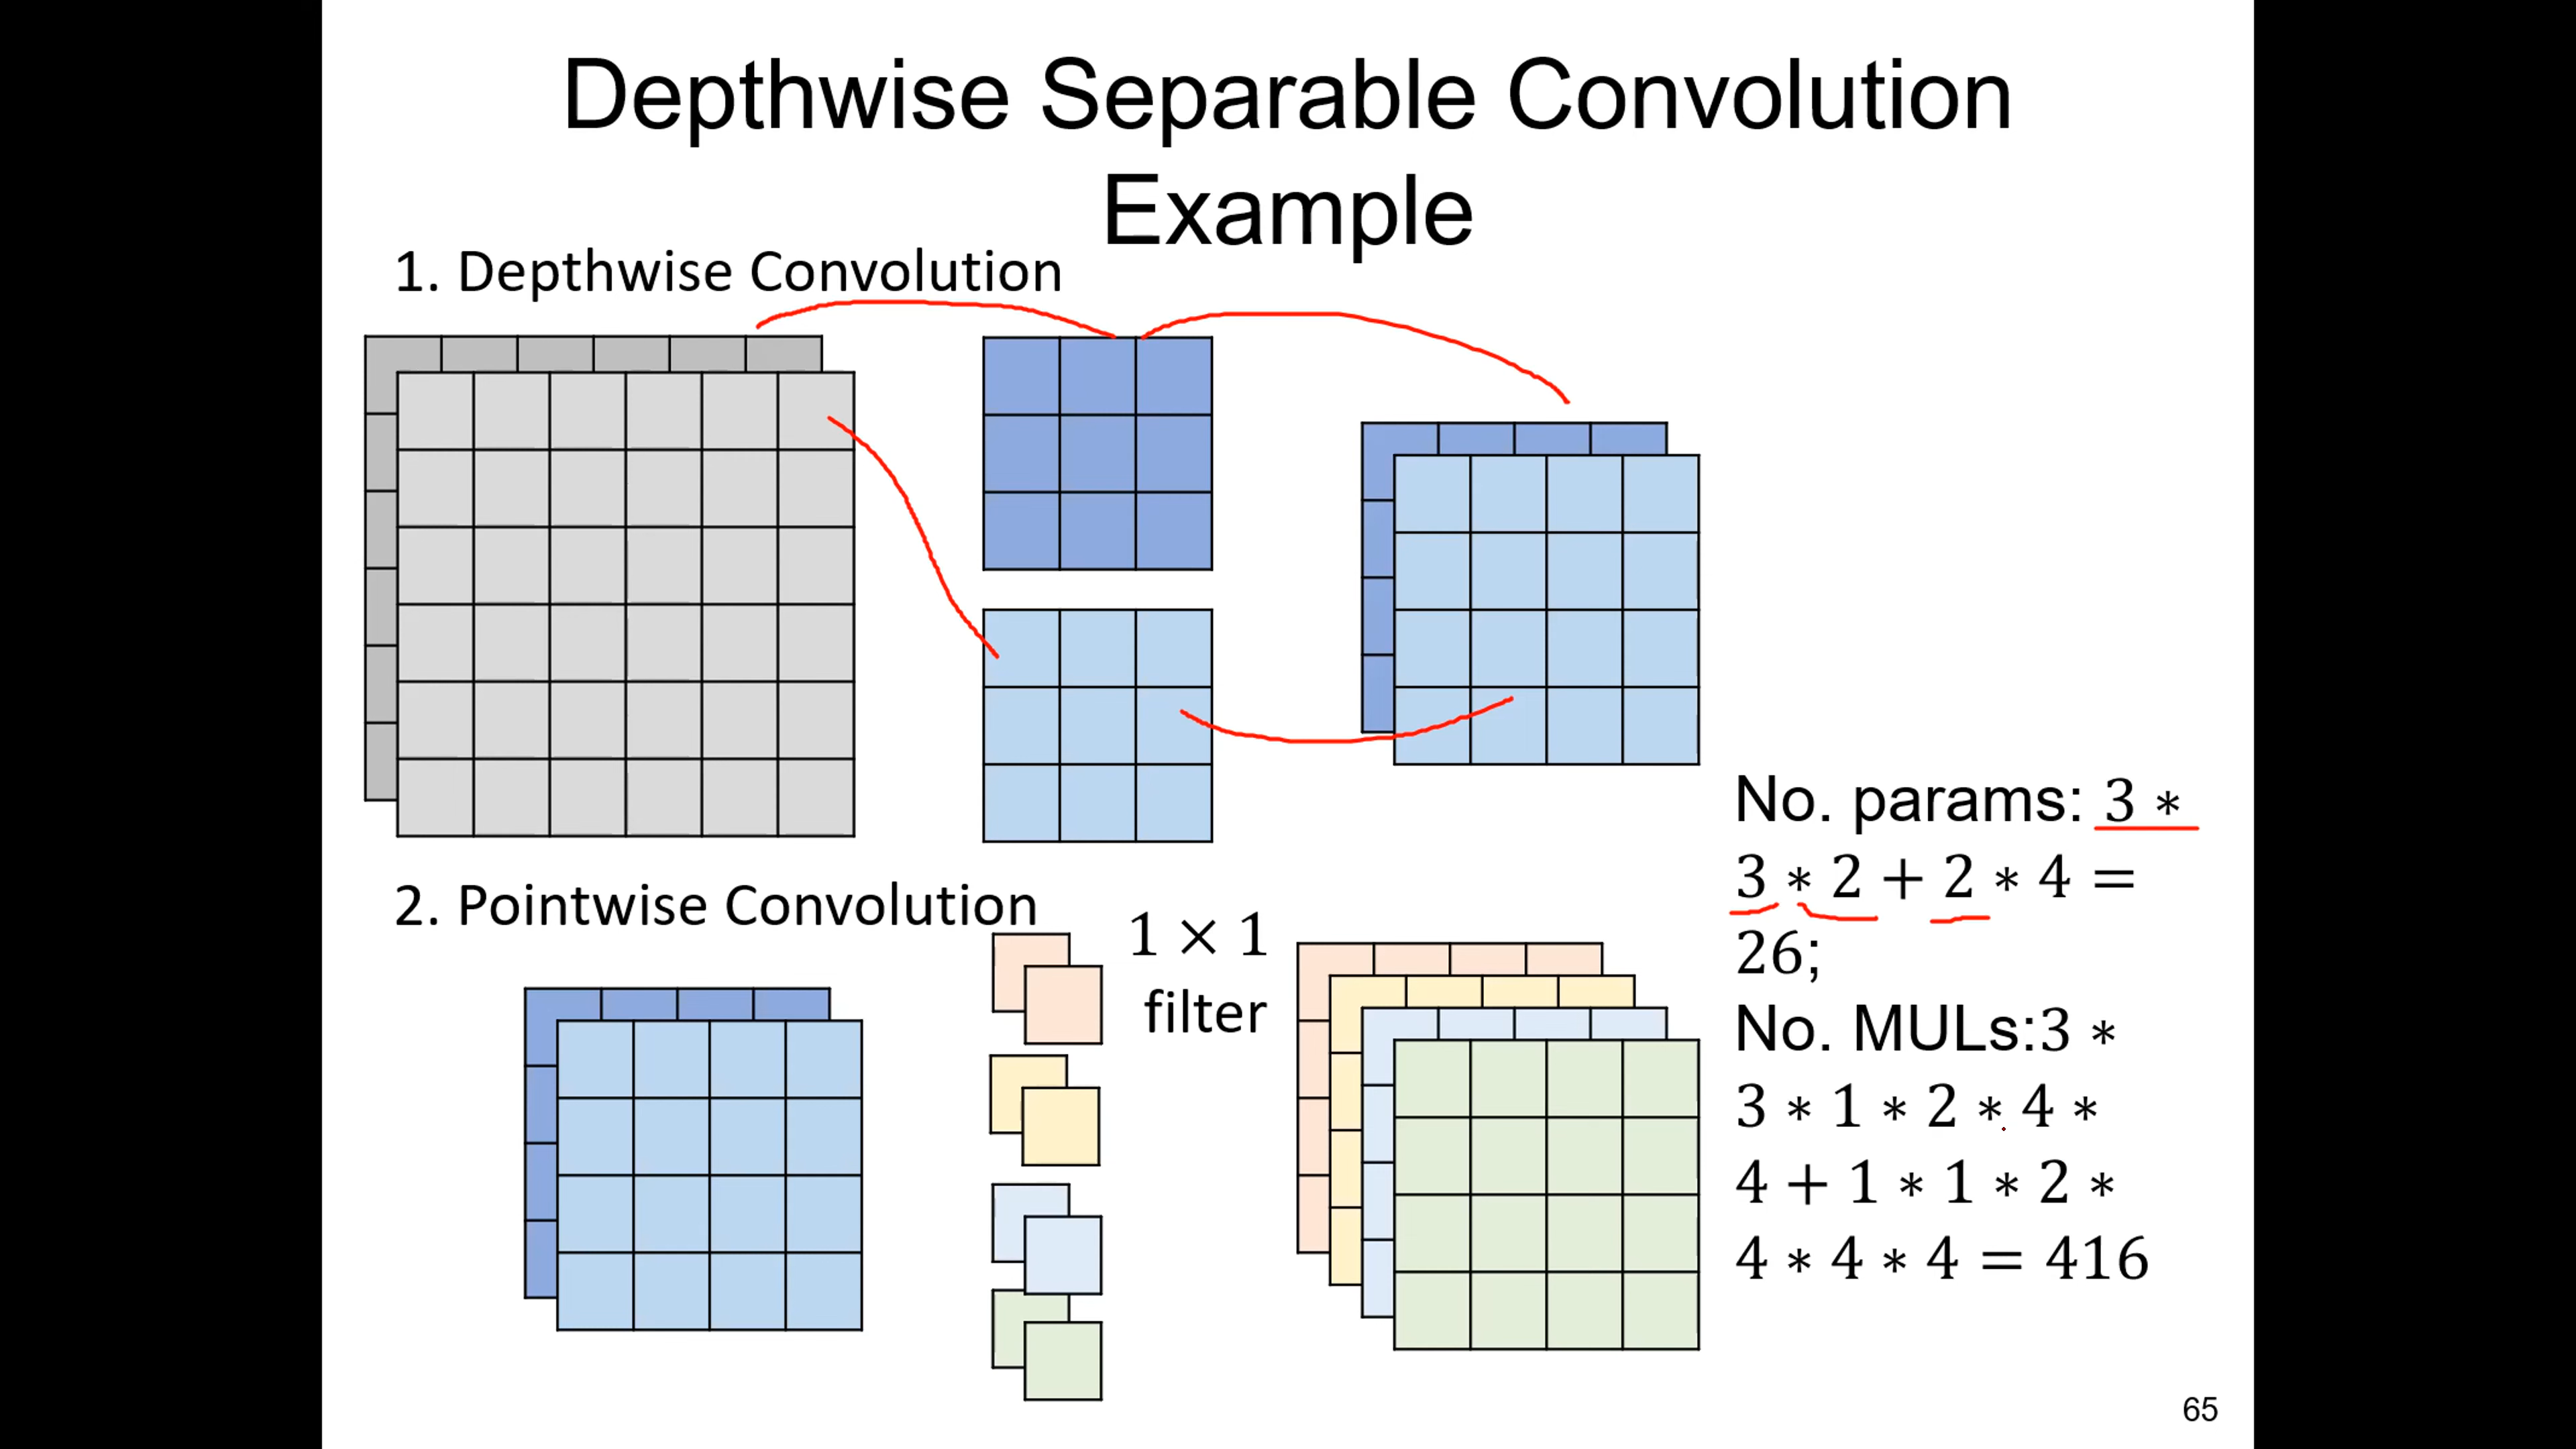 Depthwise Separable Convolution
Example
1. Depthwise Convolution
No. params: 3 ∗
3 ∗ 2 + 2 ∗ 4 =
26;
No. MULs:3 ∗
3 ∗ 1 ∗ 2 ∗ 4 ∗
4 + 1 ∗ 1 ∗ 2 ∗
4 ∗ 4 ∗ 4 = 416
2. Pointwise Convolution
1 × 1
filter
65